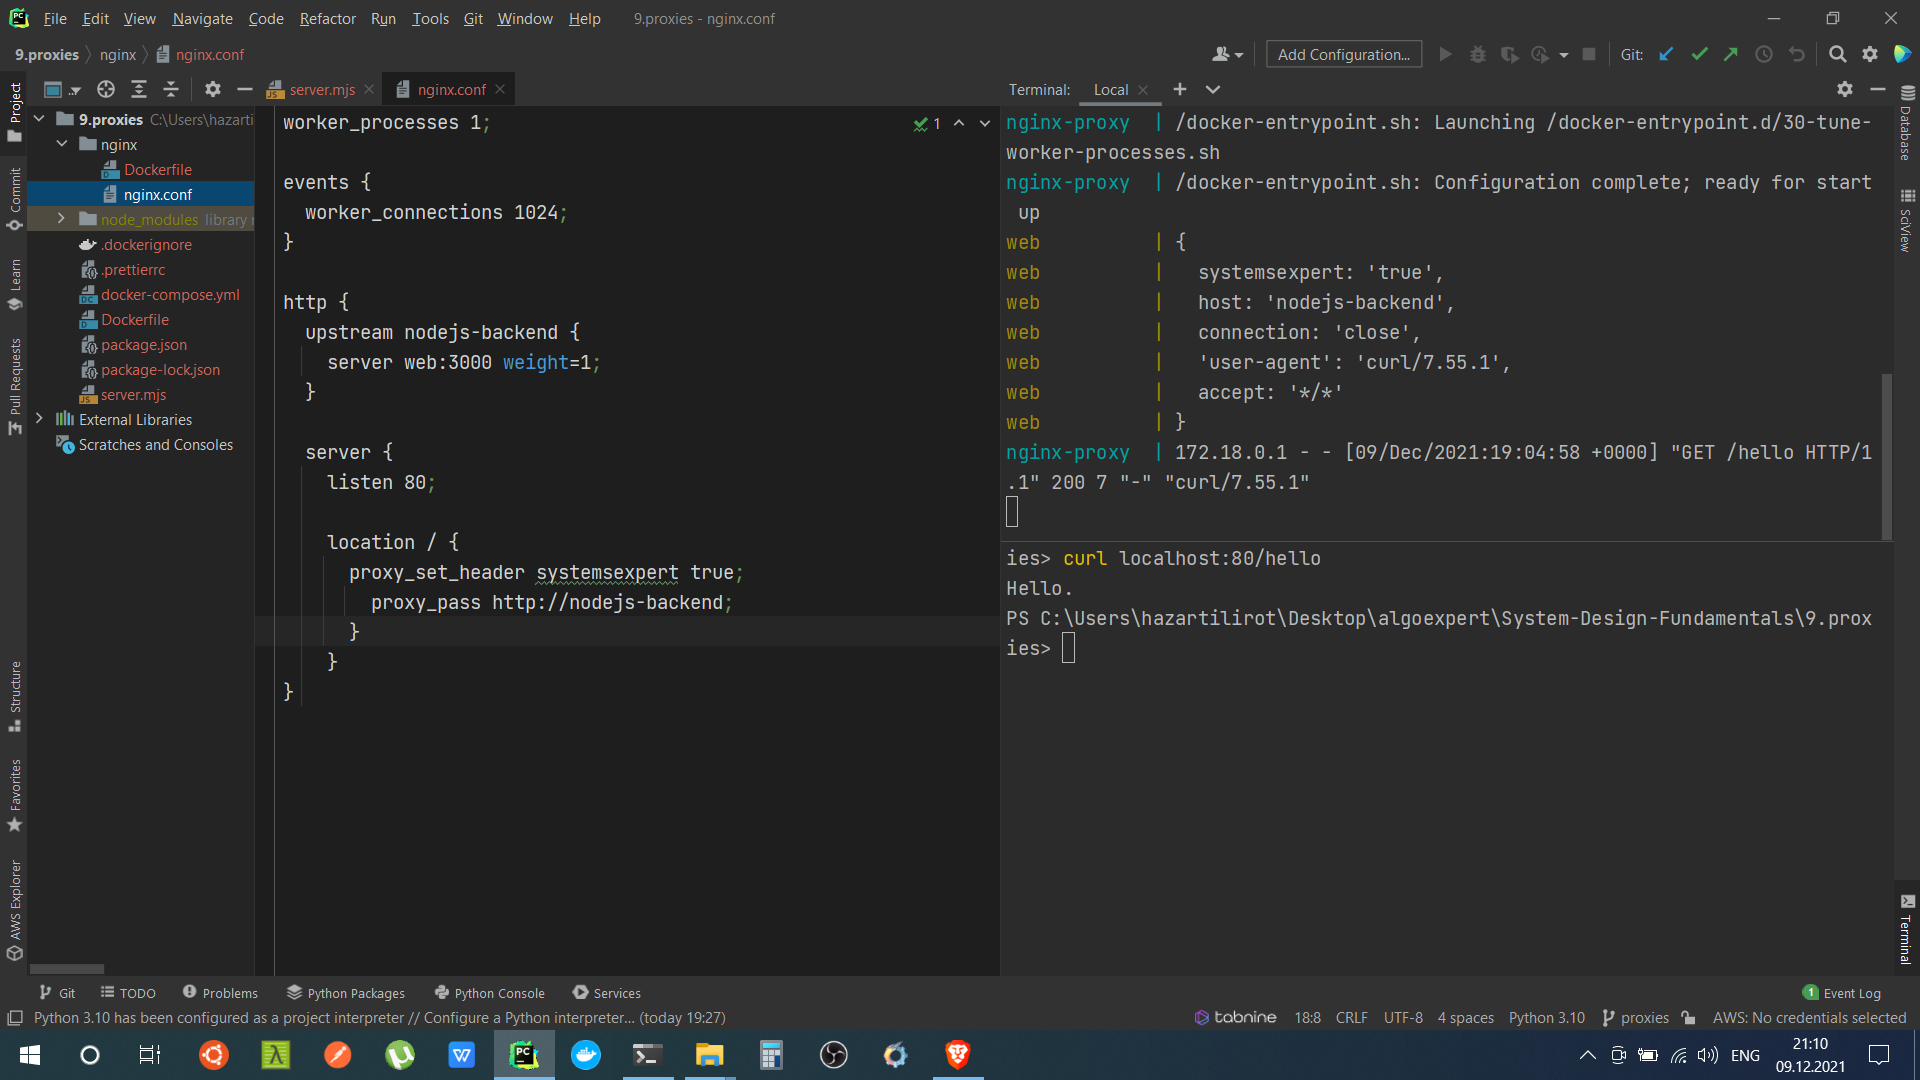 File Edit View Navigate Code Refactor Run Tools Git Window Help 9.proxies - nginx.conf
9.proxies nginx nginx.conf
Add Configuration... Git:
server.mjs nginx.conf
Terminal: Local
Project
Commit
Learn
Pull Requests
Structure
Favorites
AWS Explorer
9.proxies C:\Users\hazarti
nginx
Dockerfile
nginx.conf
node_modules library r
.dockerignore
.prettierrc
docker-compose.yml
Dockerfile
package.json
package-lock.json
server.mjs
External Libraries
Scratches and Consoles
worker_processes 1;
1
events {
worker_connections 1024;
}
http {
upstream nodejs-backend {
server web:3000 weight=1;
}
server {
listen 80;
location / {
proxy_set_header systemsexpert true;
proxy_pass http://nodejs-backend;
}
}
}
nginx-proxy | /docker-entrypoint.sh: Launching /docker-entrypoint.d/30-tune-
worker-processes.sh
nginx-proxy | /docker-entrypoint.sh: Configuration complete; ready for start
up
web | {
web | systemsexpert: 'true',
web | host: 'nodejs-backend',
web | connection: 'close',
web | 'user-agent': 'curl/7.55.1',
web | accept: '*/*'
web | }
nginx-proxy | 172.18.0.1 - - [09/Dec/2021:19:04:58 +0000] "GET /hello HTTP/1
.1" 200 7 "-" "curl/7.55.1"
ies> curl localhost:80/hello
Hello.
PS C:\Users\hazartilirot\Desktop\algoexpert\System-Design-Fundamentals\9.prox
ies>
Database
SciView
Terminal
Git TODO Problems Python Packages Python Console Services 1 Event Log
Python 3.10 has been configured as a project interpreter // Configure a Python interpreter... (today 19:27) tabnine 18:8 CRLF UTF-8 4 spaces Python 3.10 proxies AWS: No credentials selected
ENG
21:10
09.12.2021